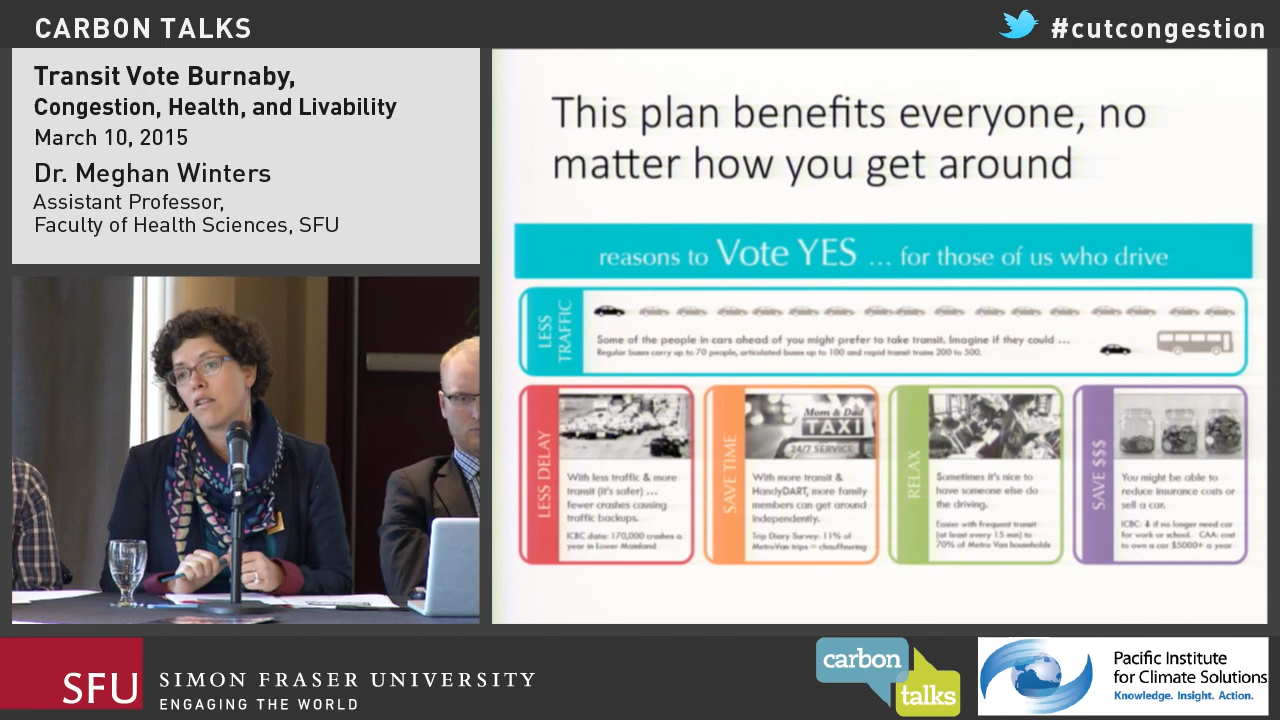 CARBON TALKS
#cutcongestion
Transit Vote Burnaby,
Congestion, Health, and Livability
March 10, 2015
Dr. Meghan Winters
Assistant Professor,
Faculty of Health Sciences, SFU
This plan benefits everyone, no
matter how you get around
reasons to Vote YES ... for those of us who drive
LESS
TRAFFIC
Some of the people in cars ahead of you might prefer to take transit. Imagine if they could ...
Regular buses carry up to 70 people, articulated buses up to 100 and rapid transit trains 200 to 500.
LESS DELAY
With less traffic & more
transit (it's safer) ...
fewer crashes causing
traffic backups.
ICBC data: 170,000 crashes a
year in Lower Mainland
SAVE TIME
Mom & Dad
TAXI
24/7 SERVICE
With more transit &
HandyDART, more family
members can get around
independently.
Trip Diary Survey: 11% of
MetroVan trips = chauffeuring
RELAX
Sometimes it's nice to
have someone else do
the driving.
Easier with frequent transit
(at least every 15 min) to
70% of Metro Van households
SAVE $$$
You might be able to
reduce insurance costs or
sell a car.
ICBC: ⬇ if no longer need car
for work or school. CAA: cost
to own a car $5000+ a year
SFU
SIMON FRASER UNIVERSITY
ENGAGING THE WORLD
carbon
talks
Pacific Institute
for Climate Solutions
Knowledge. Insight. Action.